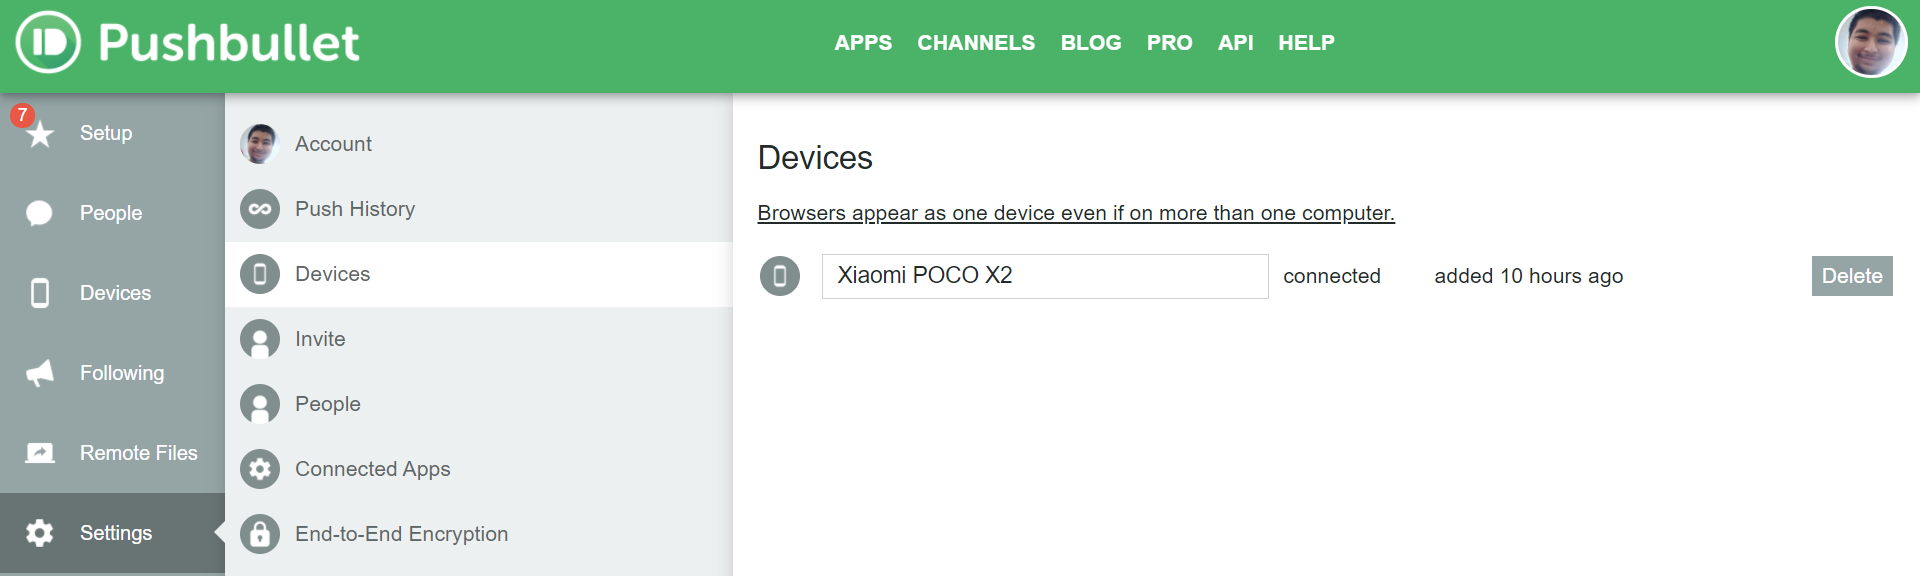 Pushbullet
APPS CHANNELS BLOG PRO API HELP
7
Setup
People
Devices
Following
Remote Files
Settings
Account
Push History
Devices
Invite
People
Connected Apps
End-to-End Encryption
Devices
Browsers appear as one device even if on more than one computer.
Xiaomi POCO X2 connected added 10 hours ago Delete